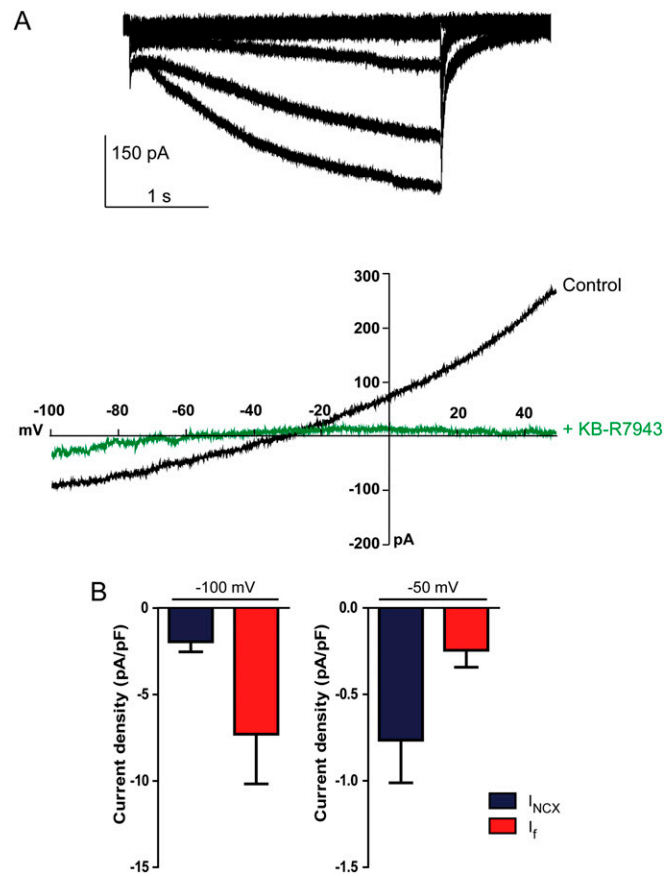 A
150 pA
1 s
300
Control
200
100
-100 -80 -60 -40 -20 20 40
mV
+ KB-R7943
-100
-200 pA
B
-100 mV -50 mV
0 0.0
-5 -0.5
-10 -1.0
-15 -1.5
Current density (pA/pF)
Current density (pA/pF)
I_NCX
I_f